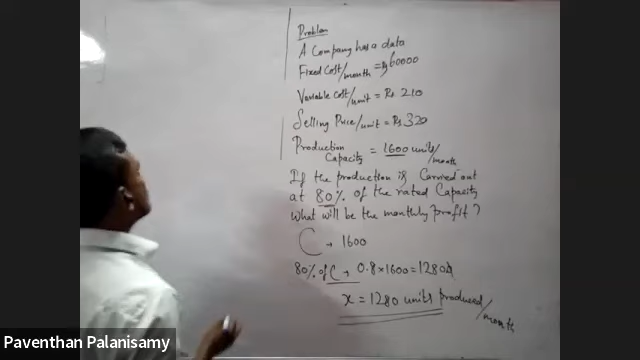 Problem
A Company has a data
Fixed Cost/month = Rs 60000
Variable Cost/unit = Rs 210
Selling Price/unit = Rs 320
Production Capacity = 1600 units/month
If the production is Carried out
at 80% of the rated Capacity
What will be the monthly profit?
C → 1600
80% of C → 0.8 × 1600 = 1280
x = 1280 units produced/month
Paventhan Palanisamy